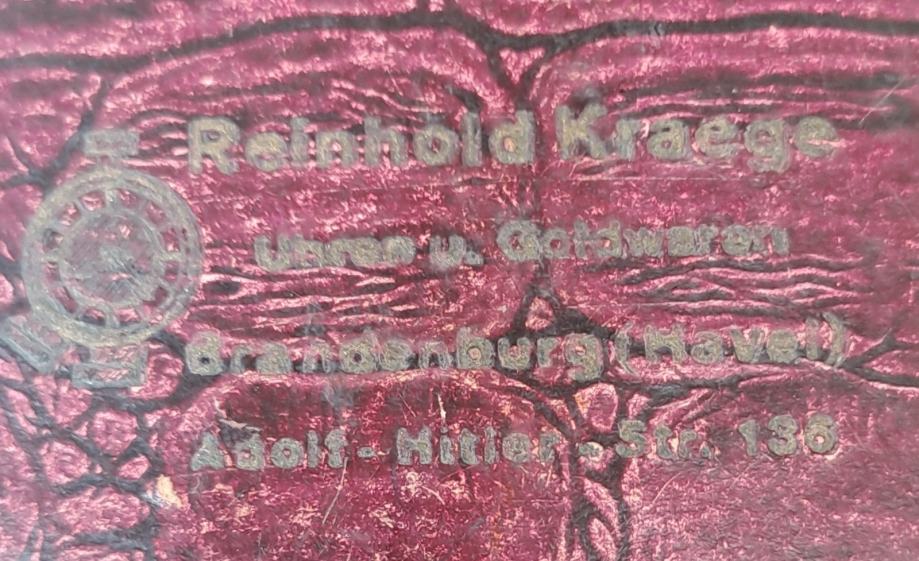 Reinhold Kraege
Uhren u. Goldwaren
Brandenburg (Havel)
Adolf-Hitler-Str. 136